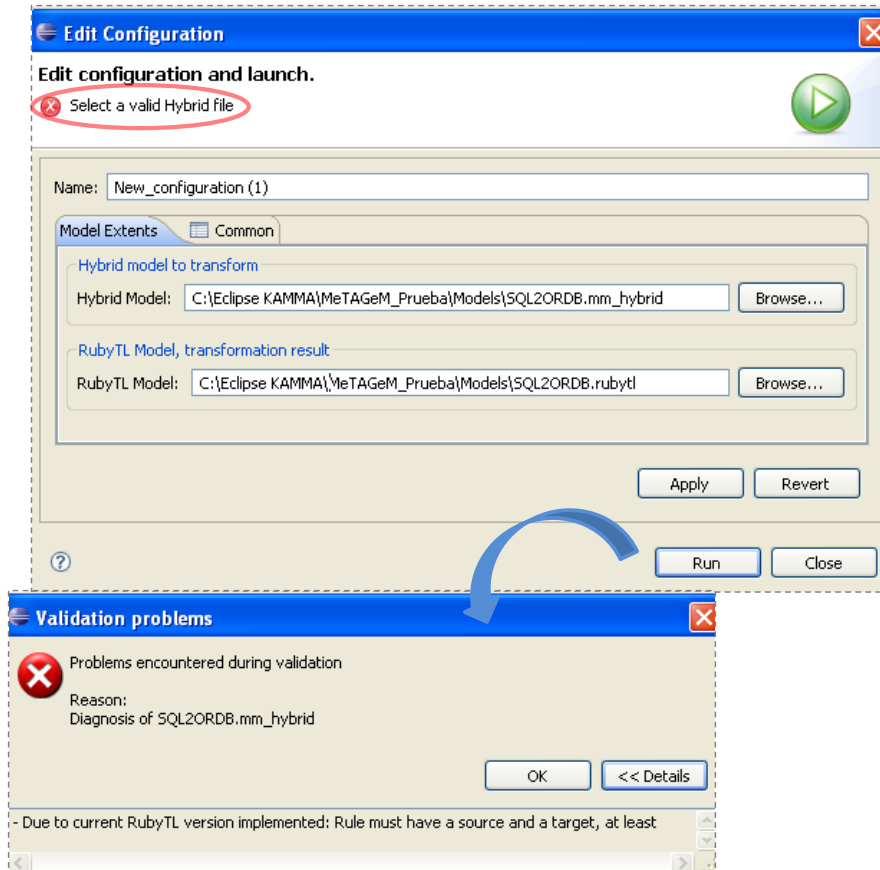 Edit Configuration
Edit configuration and launch.
Select a valid Hybrid file
Name: New_configuration (1)
Model Extents Common
Hybrid model to transform
Hybrid Model: C:\Eclipse KAMMA\MeTAGeM_Prueba\Models\SQL2ORDB.mm_hybrid Browse...
RubyTL Model, transformation result
RubyTL Model: C:\Eclipse KAMMA\MeTAGeM_Prueba\Models\SQL2ORDB.rubytl Browse...
Apply Revert
Run Close
Validation problems
Problems encountered during validation
Reason:
Diagnosis of SQL2ORDB.mm_hybrid
OK << Details
- Due to current RubyTL version implemented: Rule must have a source and a target, at least